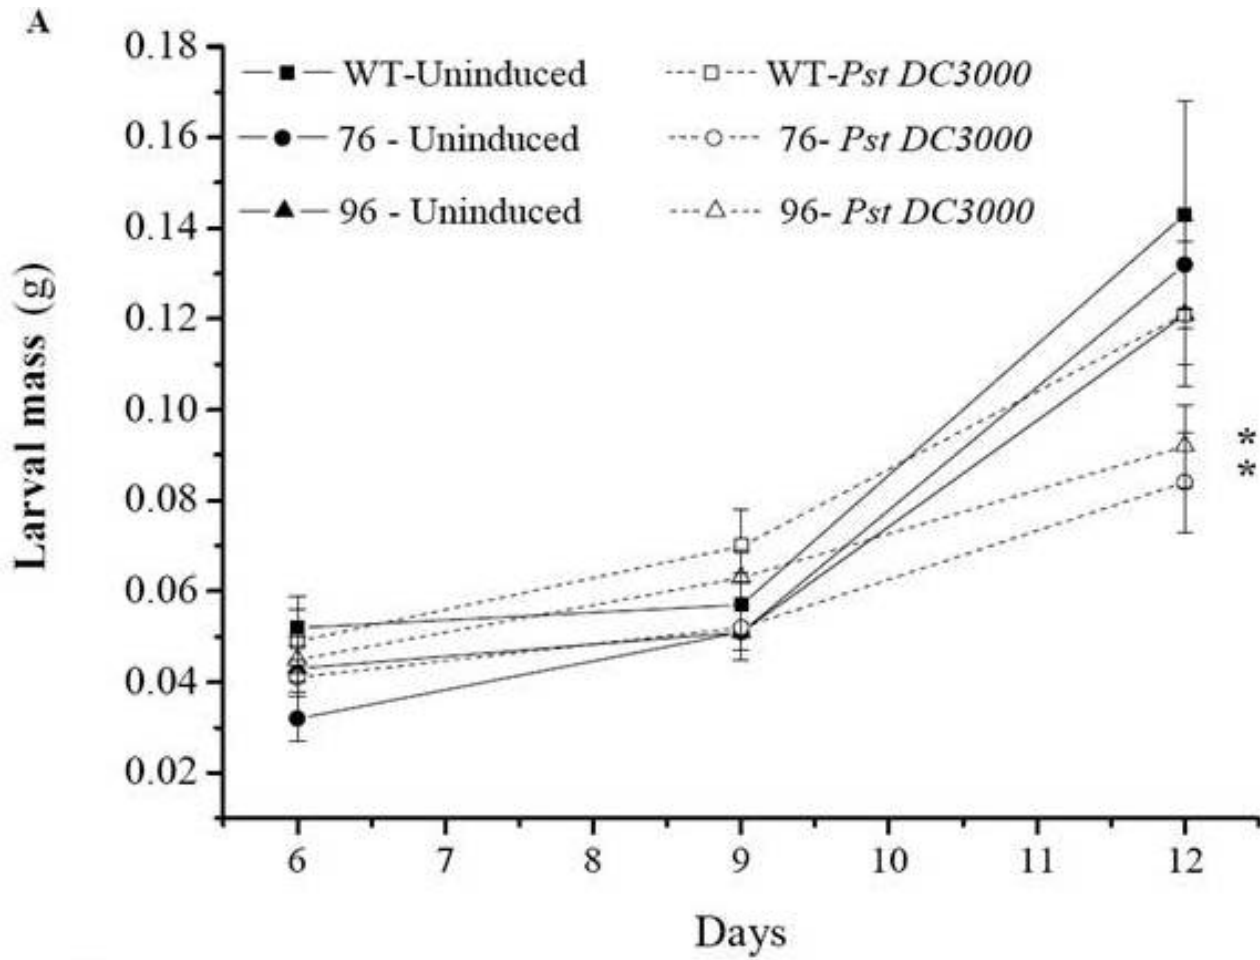 A
0.18
0.16
0.14
0.12
0.10
0.08
0.06
0.04
0.02
Larval mass (g)
WT-Uninduced
WT-Pst DC3000
76 - Uninduced
76- Pst DC3000
96 - Uninduced
96- Pst DC3000
*
*
6 7 8 9 10 11 12
Days